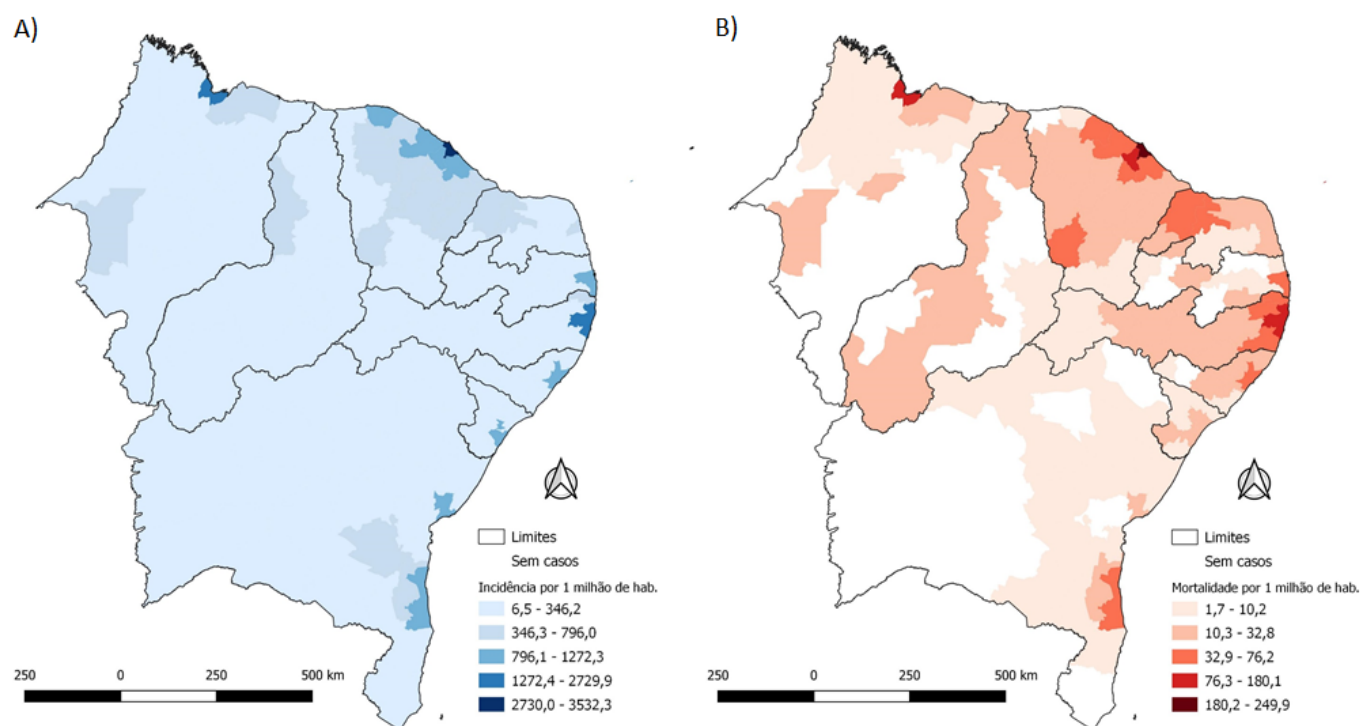 A)
Limites
Sem casos
Incidência por 1 milhão de hab.
6,5 - 346,2
346,3 - 796,0
796,1 - 1272,3
1272,4 - 2729,9
2730,0 - 3532,3
250 0 250 500 km
B)
Limites
Sem casos
Mortalidade por 1 milhão de hab.
1,7 - 10,2
10,3 - 32,8
32,9 - 76,2
76,3 - 180,1
180,2 - 249,9
250 0 250 500 km